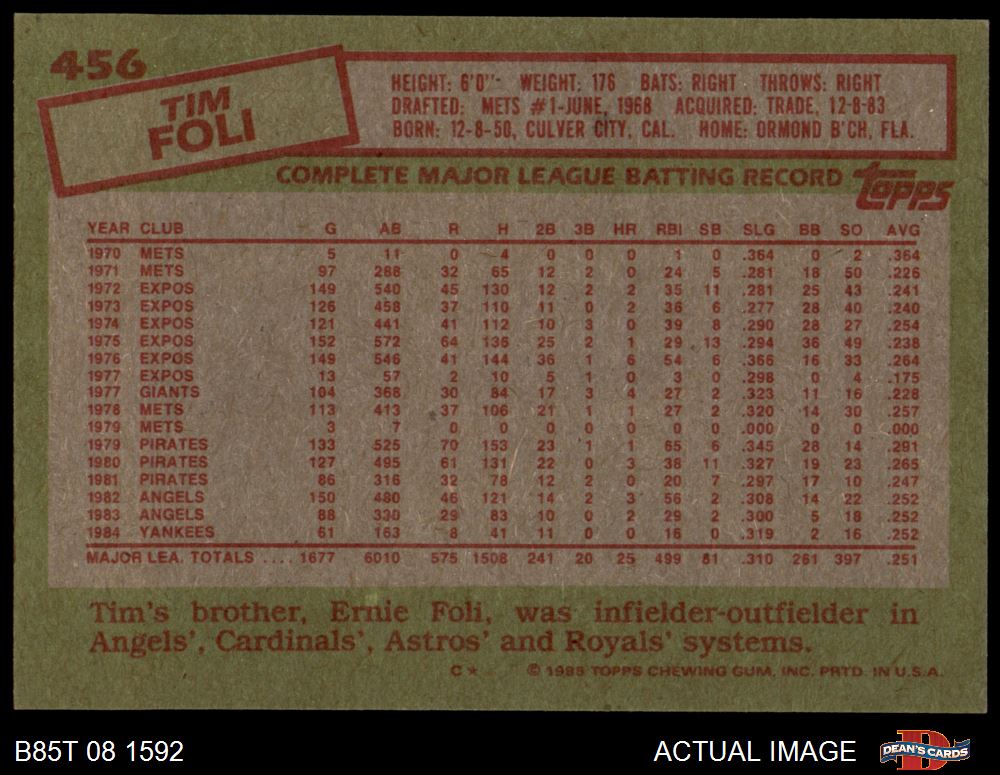 456
TIM
FOLI
HEIGHT: 6'0"- WEIGHT: 176 BATS: RIGHT THROWS: RIGHT
DRAFTED: METS #1-JUNE, 1968 ACQUIRED: TRADE, 12-8-83
BORN: 12-8-50, CULVER CITY, CAL. HOME: ORMOND B'CH, FLA.
COMPLETE MAJOR LEAGUE BATTING RECORD topps
YEAR CLUB G AB R H 2B 3B HR RBI SB SLG BB SO AVG
1970 METS 5 11 0 4 0 0 0 1 0 .364 0 2 .364
1971 METS 97 288 32 65 12 2 0 24 5 .281 18 50 .226
1972 EXPOS 149 540 45 130 12 2 2 35 11 .281 25 43 .241
1973 EXPOS 126 458 37 110 11 0 2 36 6 .277 28 40 .240
1974 EXPOS 121 441 41 112 10 3 0 39 8 .290 28 27 .254
1975 EXPOS 152 572 64 136 25 2 1 29 13 .294 36 49 .238
1976 EXPOS 149 546 41 144 36 1 6 54 6 .366 16 33 .264
1977 EXPOS 13 57 2 10 5 1 0 3 0 .298 0 4 .175
1977 GIANTS 104 368 30 84 17 3 4 27 2 .323 11 16 .228
1978 METS 113 413 37 106 21 1 1 27 2 .320 14 30 .257
1979 METS 3 7 0 0 0 0 0 0 0 .000 0 0 .000
1979 PIRATES 133 525 70 153 23 1 1 65 6 .345 28 14 .291
1980 PIRATES 127 495 61 131 22 0 3 38 11 .327 19 23 .265
1981 PIRATES 86 316 32 78 12 2 0 20 7 .297 17 10 .247
1982 ANGELS 150 480 46 121 14 2 3 56 2 .308 14 22 .252
1983 ANGELS 88 330 29 83 10 0 2 29 2 .300 5 18 .252
1984 YANKEES 61 163 8 41 11 0 0 16 0 .319 2 16 .252
MAJOR LEA. TOTALS .... 1677 6010 575 1508 241 20 25 499 81 .310 261 397 .251
Tim's brother, Ernie Foli, was infielder-outfielder in
Angels', Cardinals', Astros' and Royals' systems.
C★ © 1985 TOPPS CHEWING GUM, INC. PRTD. IN U.S.A.
B85T 08 1592 ACTUAL IMAGE D DEAN'S CARDS